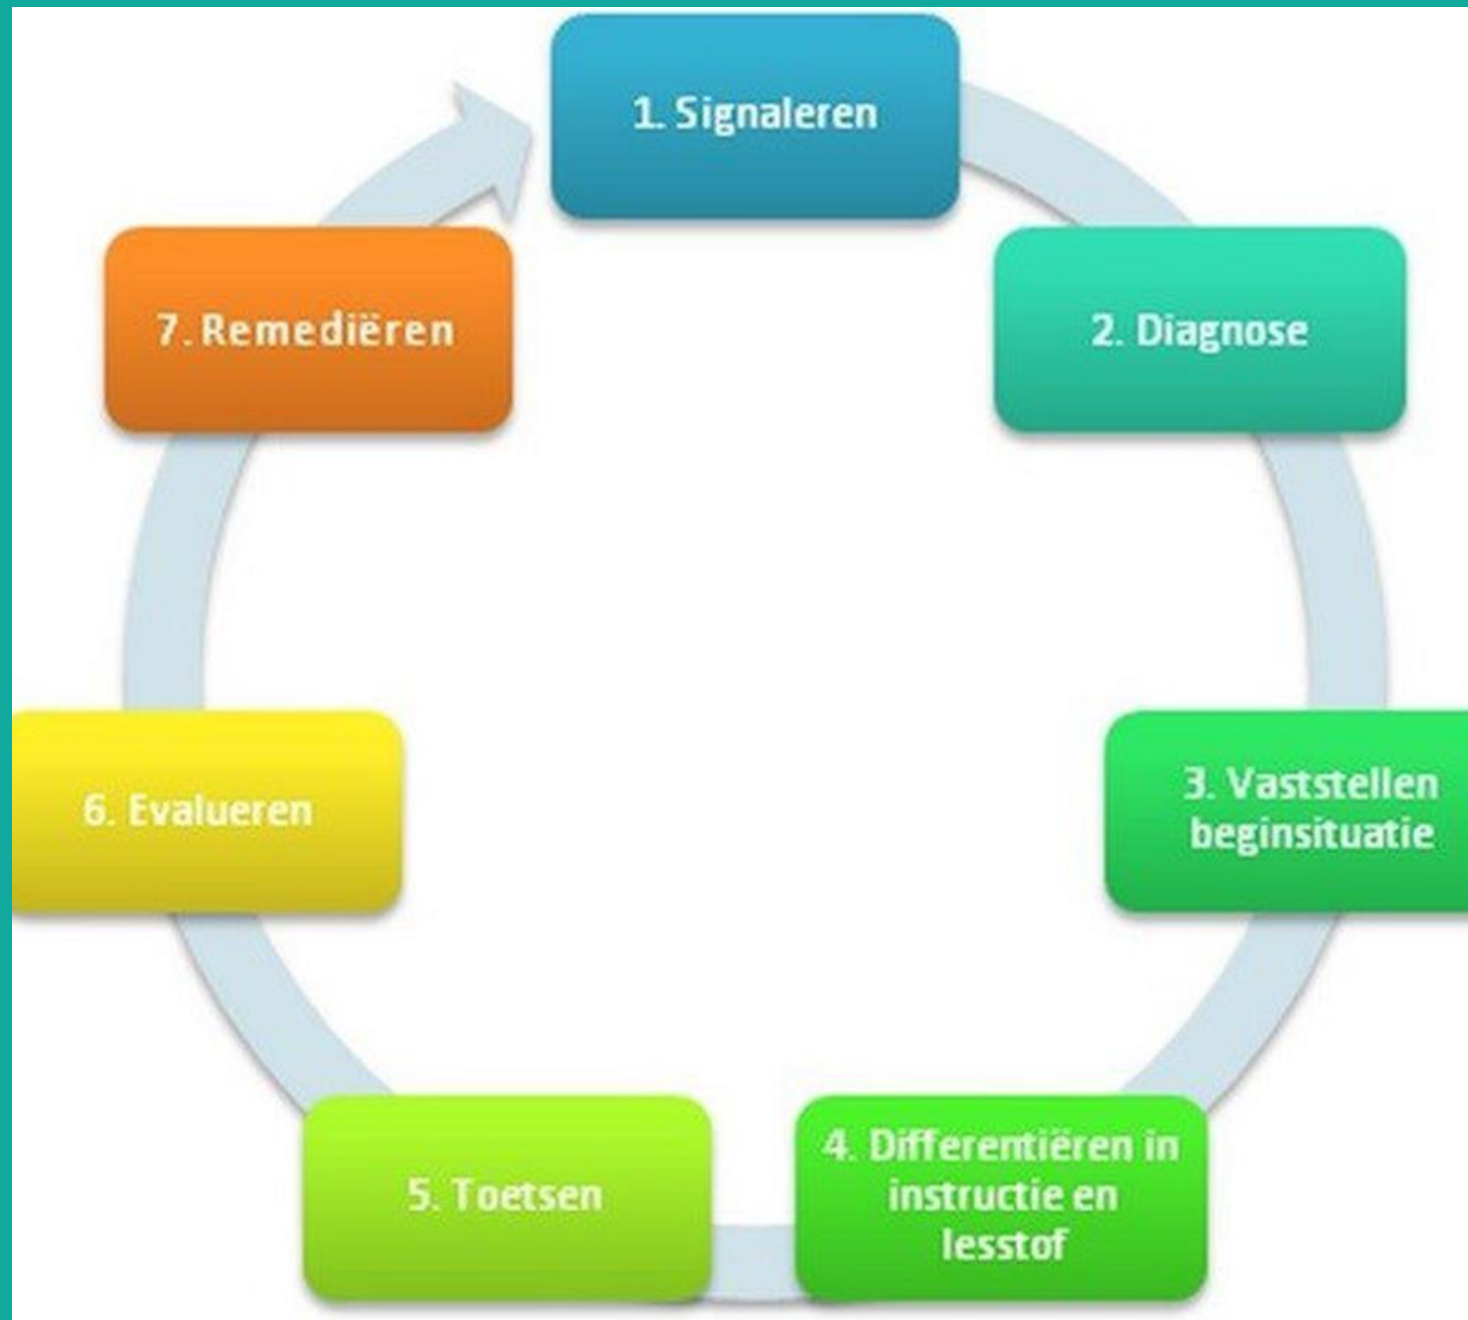 1. Signaleren
2. Diagnose
3. Vaststellen
beginsituatie
4. Differentiëren in
instructie en
lesstof
5. Toetsen
6. Evalueren
7. Remediëren